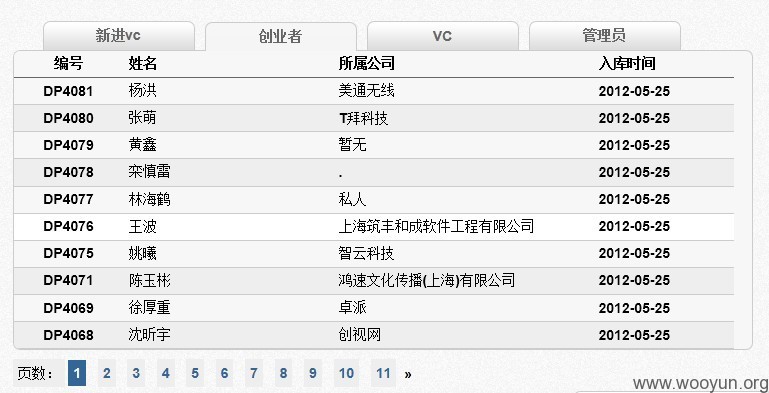 新进vc 创业者 VC 管理员
编号 姓名 所属公司 入库时间
DP4081 杨洪 美通无线 2012-05-25
DP4080 张萌 T拜科技 2012-05-25
DP4079 黄鑫 暂无 2012-05-25
DP4078 栾慎雷 . 2012-05-25
DP4077 林海鹤 私人 2012-05-25
DP4076 王波 上海筑丰和成软件工程有限公司 2012-05-25
DP4075 姚曦 智云科技 2012-05-25
DP4071 陈玉彬 鸿速文化传播(上海)有限公司 2012-05-25
DP4069 徐厚重 卓派 2012-05-25
DP4068 沈昕宇 创视网 2012-05-25
页数： 1 2 3 4 5 6 7 8 9 10 11 »
www.wooyun.org